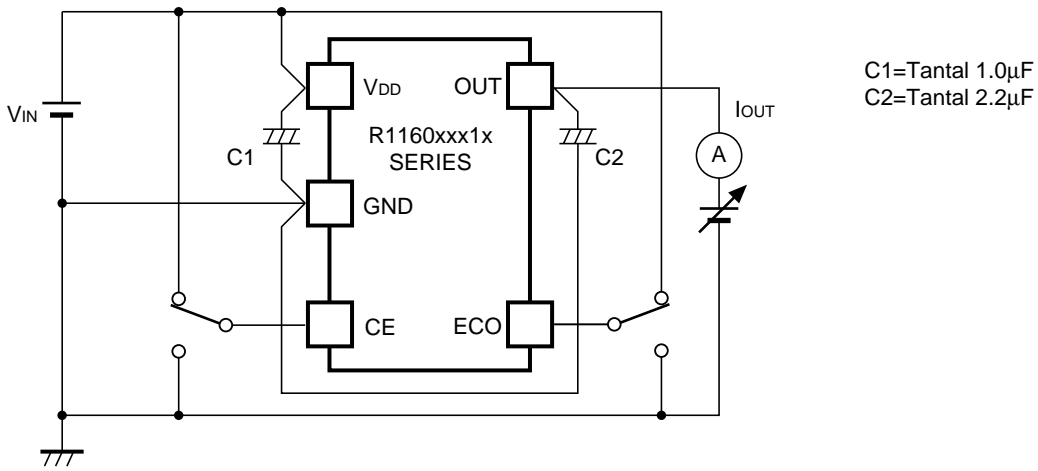 VIN
VDD
OUT
C1
R1160xxx1x
SERIES
C2
GND
CE
ECO
IOUT
A
C1=Tantal 1.0μF
C2=Tantal 2.2μF